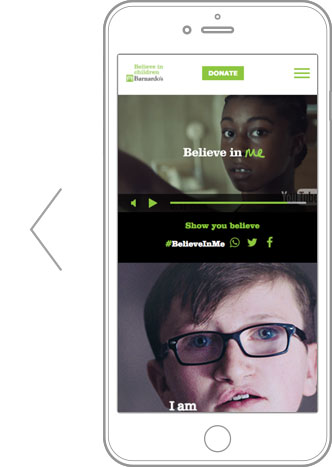 Believe in
children
Barnardo's
DONATE
Believe in me
YouTube
Show you believe
#BelieveInMe
I am